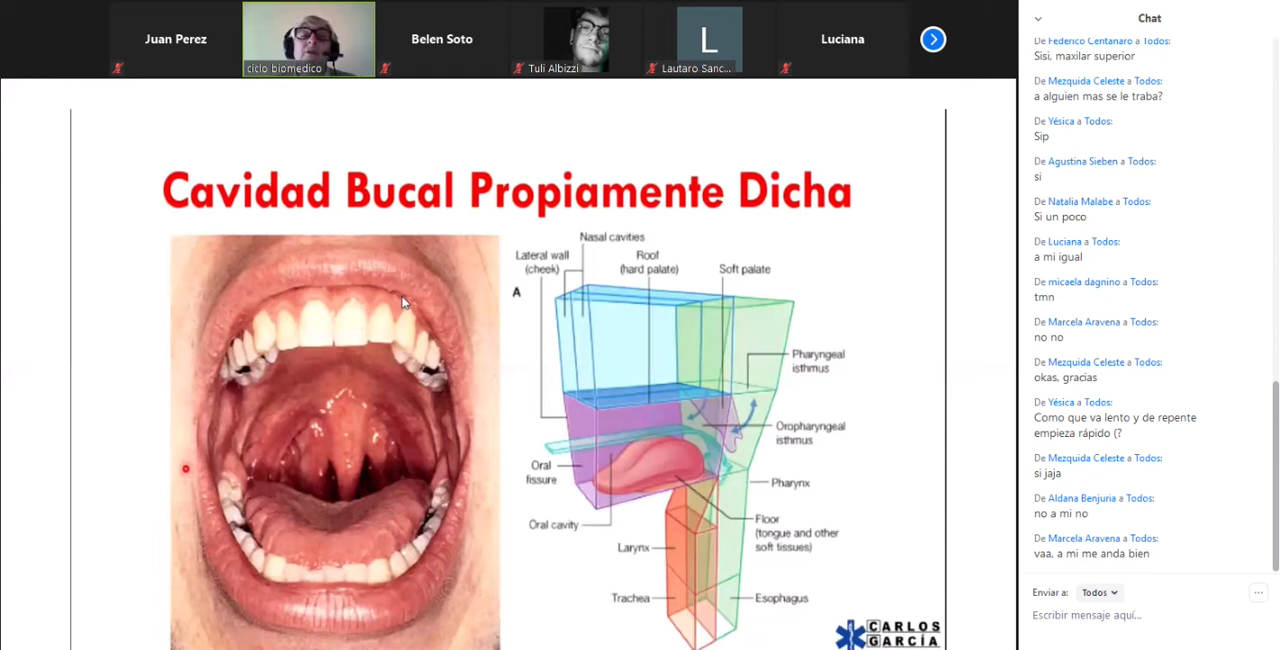 Juan Perez
ciclo biomedico
Belen Soto
Tuli Albizzi
L
Lautaro Sanc...
Luciana
Cavidad Bucal Propiamente Dicha
Nasal cavities
Lateral wall
(cheek)
Roof
(hard palate)
Soft palate
A
Pharyngeal
isthmus
Oropharyngeal
isthmus
Oral
fissure
Pharynx
Oral cavity
Floor
(tongue and other
soft tissues)
Larynx
Trachea
Esophagus
CARLOS
GARCÍA
Chat
De Federico Centanaro a Todos:
Sisi, maxilar superior
De Mezquida Celeste a Todos:
a alguien mas se le traba?
De Yésica a Todos:
Sip
De Agustina Sieben a Todos:
si
De Natalia Malabe a Todos:
Si un poco
De Luciana a Todos:
a mi igual
De micaela dagnino a Todos:
tmn
De Marcela Aravena a Todos:
no no
De Mezquida Celeste a Todos:
okas, gracias
De Yésica a Todos:
Como que va lento y de repente
empieza rápido (?
De Mezquida Celeste a Todos:
si jaja
De Aldana Benjuria a Todos:
no a mi no
De Marcela Aravena a Todos:
vaa, a mi me anda bien
Enviar a: Todos
Escribir mensaje aquí...